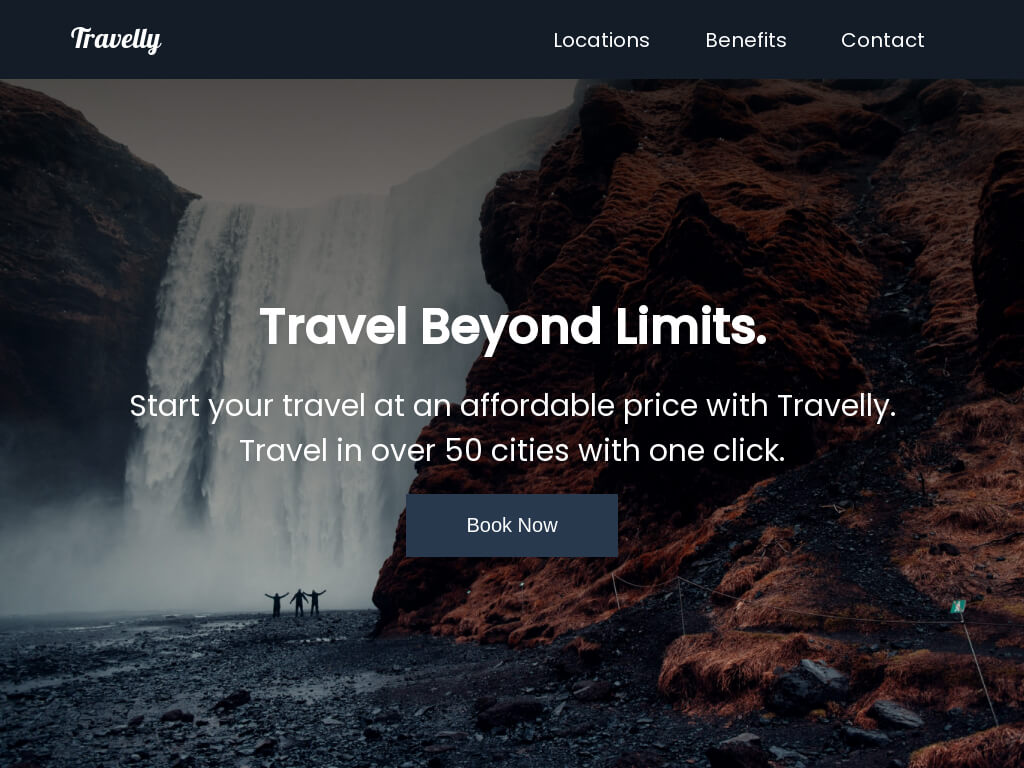 Travelly
Locations Benefits Contact
Travel Beyond Limits.
Start your travel at an affordable price with Travelly.
Travel in over 50 cities with one click.
Book Now